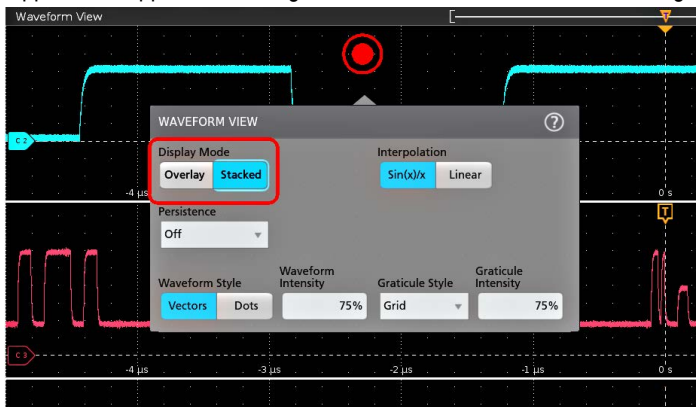 Waveform View
T
C 2
WAVEFORM VIEW ?
Display Mode Interpolation
Overlay Stacked Sin(x)/x Linear
-4 µs 0 s
T
Persistence
Off
Waveform Style Waveform Intensity Graticule Style Graticule Intensity
Vectors Dots 75% Grid 75%
C 3
-4 µs -3 µs -2 µs -1 µs 0 s